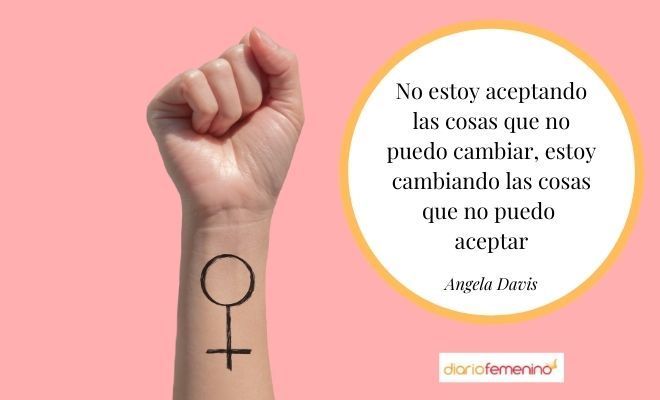 No estoy aceptando
las cosas que no
puedo cambiar, estoy
cambiando las cosas
que no puedo
aceptar
Angela Davis
diariofemenino